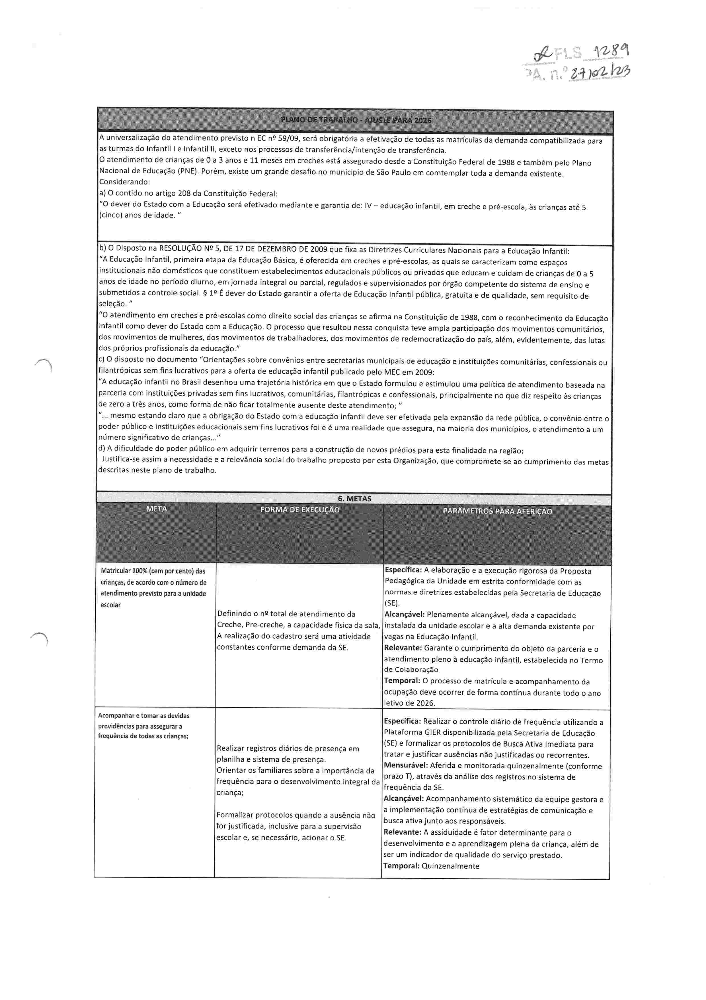 FLS 1289
PA. n.º 27102/23
PLANO DE TRABALHO - AJUSTE PARA 2026
A universalização do atendimento previsto n EC nº 59/09, será obrigatória a efetivação de todas as matrículas da demanda compatibilizada para
as turmas do Infantil I e Infantil II, exceto nos processos de transferência/intenção de transferência.
O atendimento de crianças de 0 a 3 anos e 11 meses em creches está assegurado desde a Constituição Federal de 1988 e também pelo Plano
Nacional de Educação (PNE). Porém, existe um grande desafio no município de São Paulo em comtemplar toda a demanda existente.
Considerando:
a) O contido no artigo 208 da Constituição Federal:
“O dever do Estado com a Educação será efetivado mediante e garantia de: IV – educação infantil, em creche e pré-escola, às crianças até 5
(cinco) anos de idade. ”
b) O Disposto na RESOLUÇÃO Nº 5, DE 17 DE DEZEMBRO DE 2009 que fixa as Diretrizes Curriculares Nacionais para a Educação Infantil:
“A Educação Infantil, primeira etapa da Educação Básica, é oferecida em creches e pré-escolas, as quais se caracterizam como espaços
institucionais não domésticos que constituem estabelecimentos educacionais públicos ou privados que educam e cuidam de crianças de 0 a 5
anos de idade no período diurno, em jornada integral ou parcial, regulados e supervisionados por órgão competente do sistema de ensino e
submetidos a controle social. § 1º É dever do Estado garantir a oferta de Educação Infantil pública, gratuita e de qualidade, sem requisito de
seleção. ”
“O atendimento em creches e pré-escolas como direito social das crianças se afirma na Constituição de 1988, com o reconhecimento da Educação
Infantil como dever do Estado com a Educação. O processo que resultou nessa conquista teve ampla participação dos movimentos comunitários,
dos movimentos de mulheres, dos movimentos de trabalhadores, dos movimentos de redemocratização do país, além, evidentemente, das lutas
dos próprios profissionais da educação.”
c) O disposto no documento “Orientações sobre convênios entre secretarias municipais de educação e instituições comunitárias, confessionais ou
filantrópicas sem fins lucrativos para a oferta de educação infantil publicado pelo MEC em 2009:
“A educação infantil no Brasil desenhou uma trajetória histórica em que o Estado formulou e estimulou uma política de atendimento baseada na
parceria com instituições privadas sem fins lucrativos, comunitárias, filantrópicas e confessionais, principalmente no que diz respeito às crianças
de zero a três anos, como forma de não ficar totalmente ausente deste atendimento; ”
“... mesmo estando claro que a obrigação do Estado com a educação infantil deve ser efetivada pela expansão da rede pública, o convênio entre o
poder público e instituições educacionais sem fins lucrativos foi e é uma realidade que assegura, na maioria dos municípios, o atendimento a um
número significativo de crianças...”
d) A dificuldade do poder público em adquirir terrenos para a construção de novos prédios para esta finalidade na região;
Justifica-se assim a necessidade e a relevância social do trabalho proposto por esta Organização, que compromete-se ao cumprimento das metas
descritas neste plano de trabalho.
6. METAS
META
FORMA DE EXECUÇÃO
PARÂMETROS PARA AFERIÇÃO
Matricular 100% (cem por cento) das
crianças, de acordo com o número de
atendimento previsto para a unidade
escolar
Definindo o nº total de atendimento da
Creche, Pre-creche, a capacidade física da sala,
A realização do cadastro será uma atividade
constantes conforme demanda da SE.
Específica: A elaboração e a execução rigorosa da Proposta
Pedagógica da Unidade em estrita conformidade com as
normas e diretrizes estabelecidas pela Secretaria de Educação
(SE).
Alcançável: Plenamente alcançável, dada a capacidade
instalada da unidade escolar e a alta demanda existente por
vagas na Educação Infantil.
Relevante: Garante o cumprimento do objeto da parceria e o
atendimento pleno à educação infantil, estabelecida no Termo
de Colaboração
Temporal: O processo de matrícula e acompanhamento da
ocupação deve ocorrer de forma contínua durante todo o ano
letivo de 2026.
Acompanhar e tomar as devidas
providências para assegurar a
frequência de todas as crianças;
Realizar registros diários de presença em
planilha e sistema de presença.
Orientar os familiares sobre a importância da
frequência para o desenvolvimento integral da
criança;
Formalizar protocolos quando a ausência não
for justificada, inclusive para a supervisão
escolar e, se necessário, acionar o SE.
Específica: Realizar o controle diário de frequência utilizando a
Plataforma GIER disponibilizada pela Secretaria de Educação
(SE) e formalizar os protocolos de Busca Ativa Imediata para
tratar e justificar ausências não justificadas ou recorrentes.
Mensurável: Aferida e monitorada quinzenalmente (conforme
prazo T), através da análise dos registros no sistema de
frequência da SE.
Alcançável: Acompanhamento sistemático da equipe gestora e
a implementação contínua de estratégias de comunicação e
busca ativa junto aos responsáveis.
Relevante: A assiduidade é fator determinante para o
desenvolvimento e a aprendizagem plena da criança, além de
ser um indicador de qualidade do serviço prestado.
Temporal: Quinzenalmente